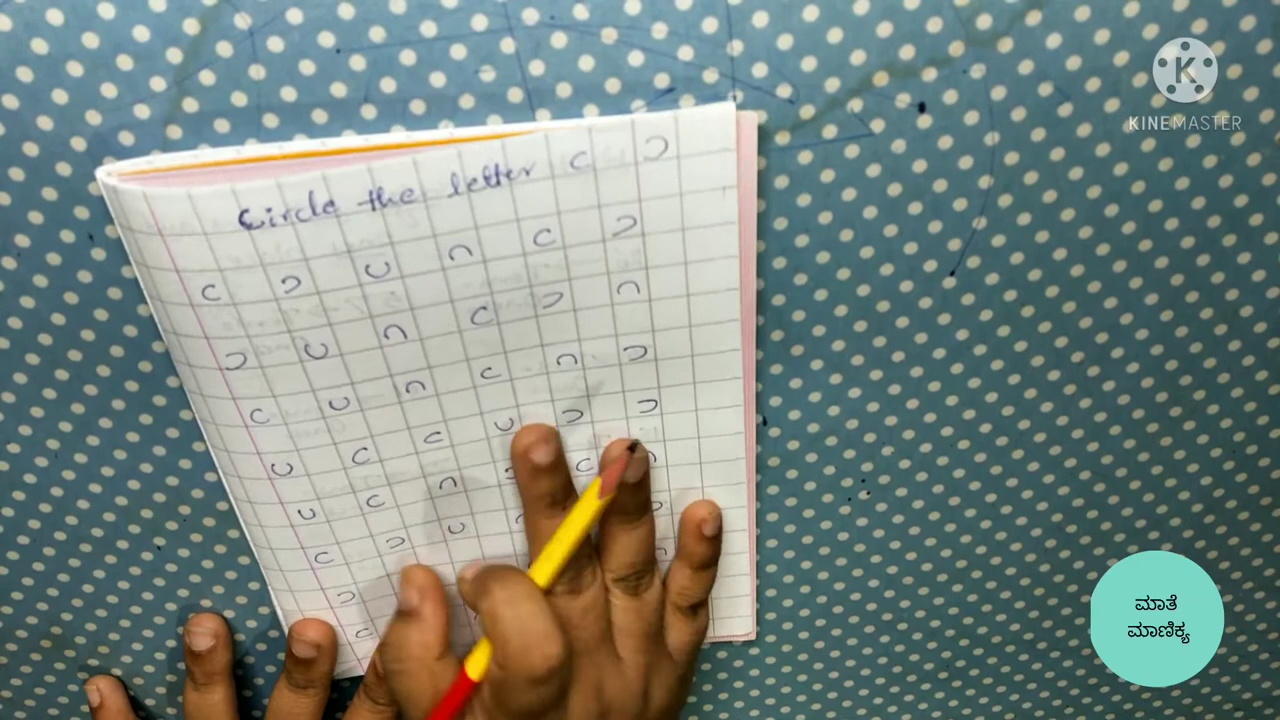 Circle the letter C Ↄ
C Ↄ U ∩ C Ↄ
Ↄ U ∩ C Ↄ ∩
C U ∩ C ∩ Ↄ
U C C U Ↄ Ↄ
U C ∩ C
C Ↄ U
Ↄ
C
K
KINEMASTER
ಮಾತೆ
ಮಾಣಿಕ್ಯ